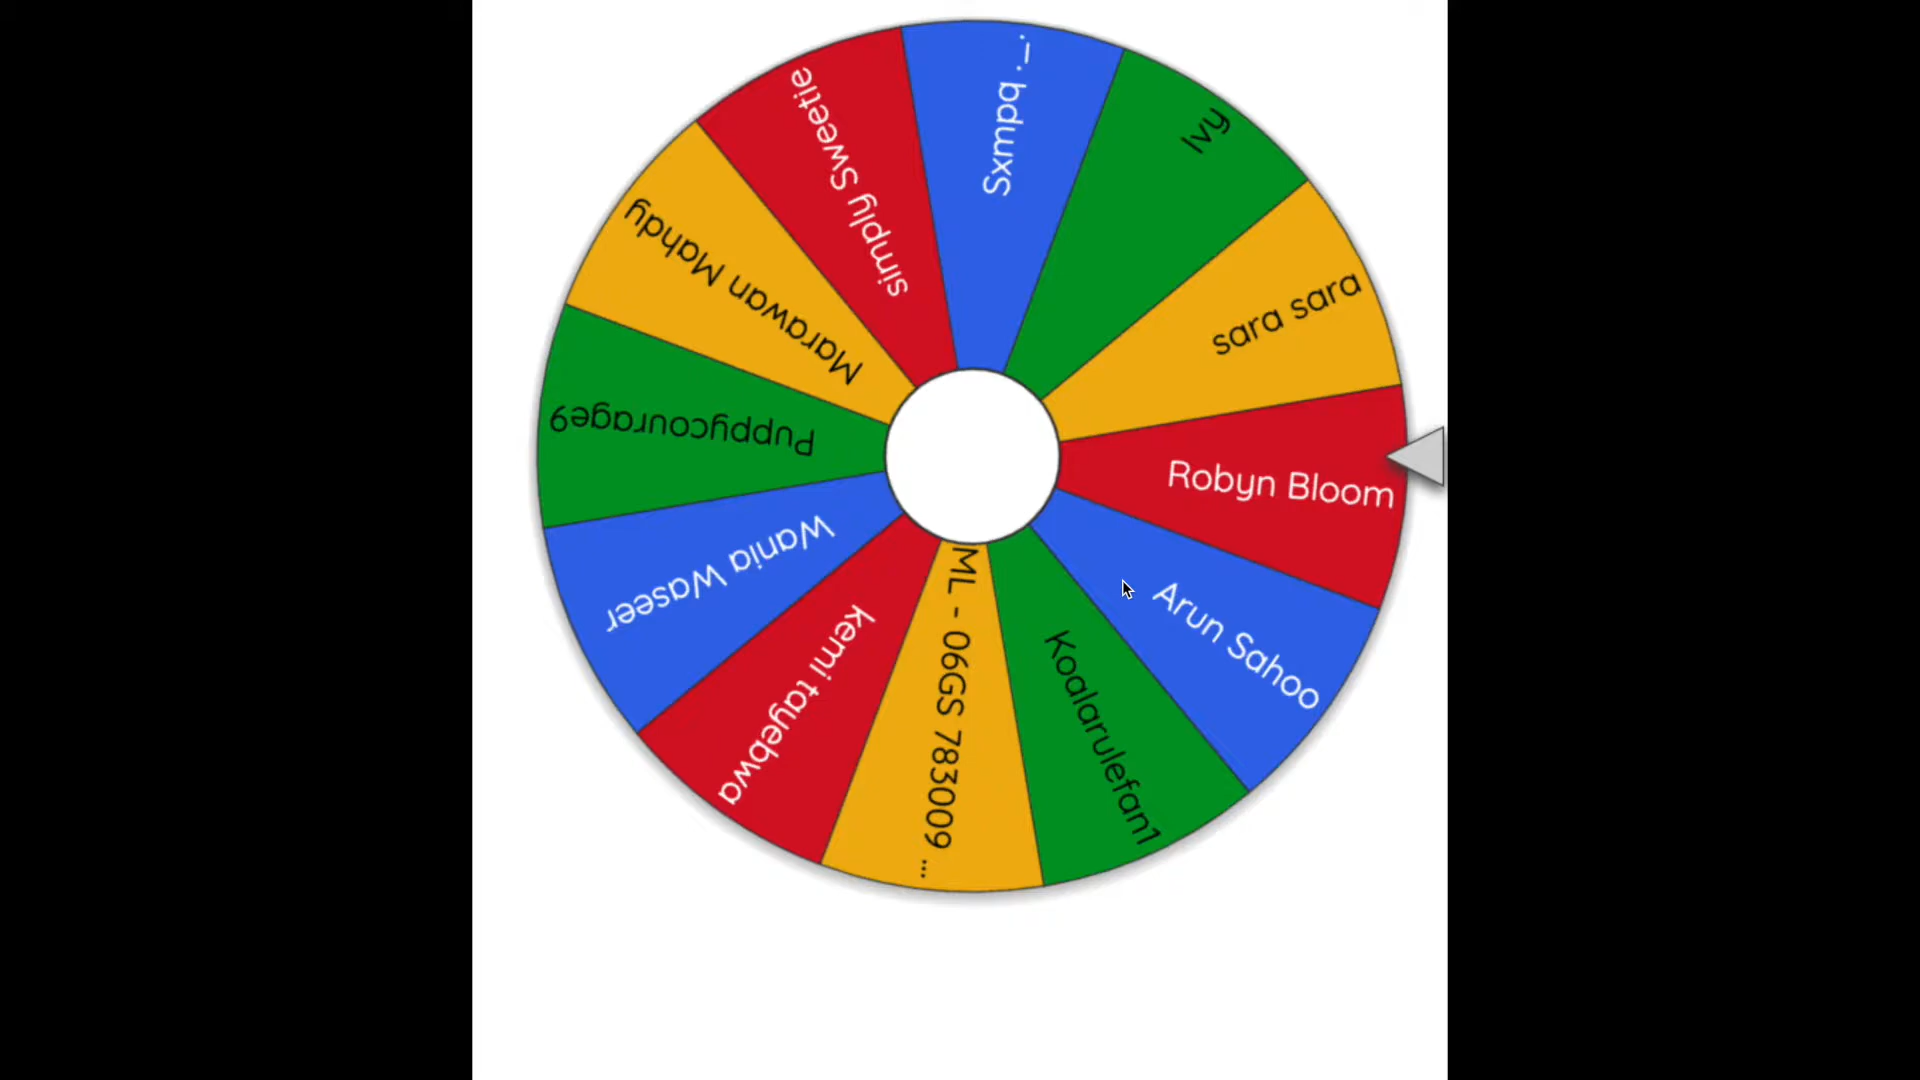 Sxmpq ._.
Ivy
sara sara
Robyn Bloom
Arun Sahoo
Koalarulefan1
ML - 06GS 783009 ...
kemi tayebwa
Wania Waseer
Puppycourage9
Marawan Mahdy
simply Sweetie